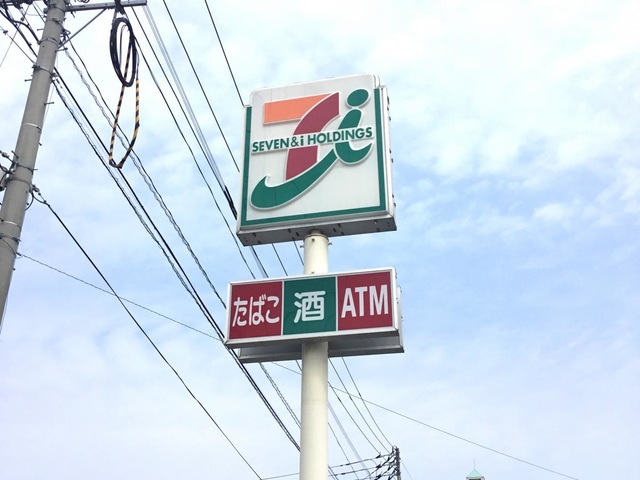 SEVEN&i HOLDINGS
たばこ 酒 ATM